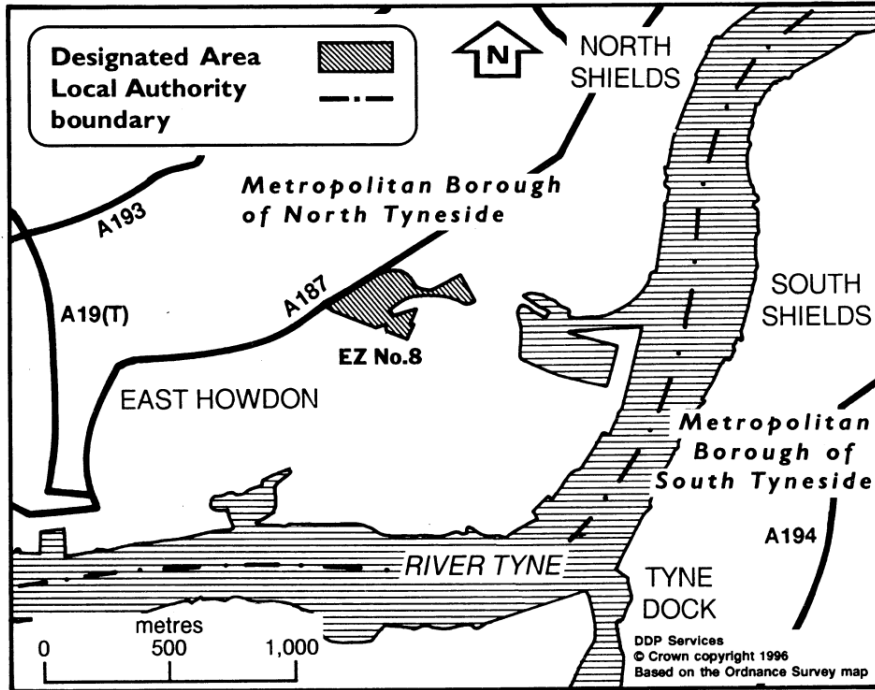 Designated Area
Local Authority
boundary
N
NORTH
SHIELDS
Metropolitan Borough
of North Tyneside
A193
A19(T)
A187
EZ No.8
EAST HOWDON
SOUTH
SHIELDS
Metropolitan
Borough of
South Tyneside
A194
RIVER TYNE
TYNE
DOCK
metres
0 500 1,000
DDP Services
© Crown copyright 1996
Based on the Ordnance Survey map